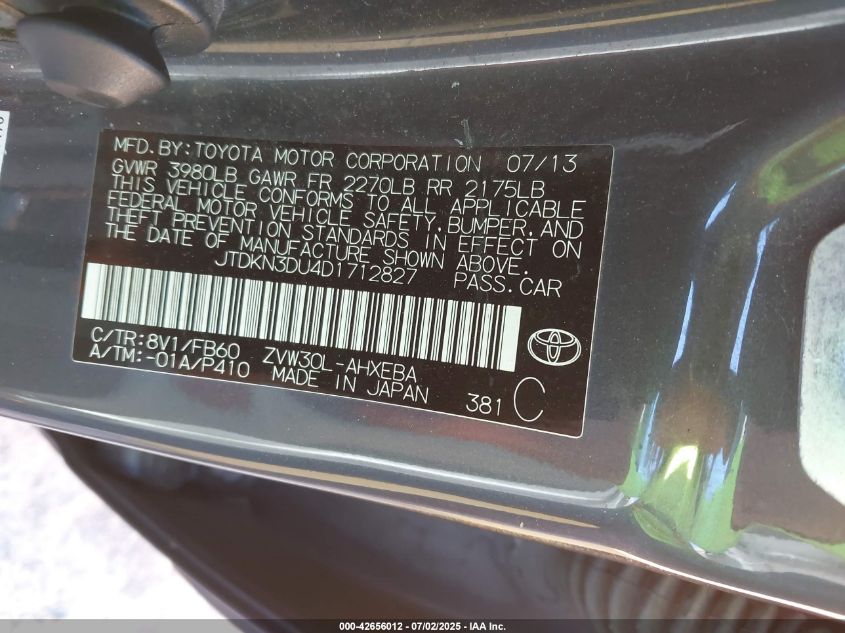 MFD. BY: TOYOTA MOTOR CORPORATION 07/13
GVWR 3980LB GAWR FR 2270LB RR 2175LB
THIS VEHICLE CONFORMS TO ALL APPLICABLE
FEDERAL MOTOR VEHICLE SAFETY, BUMPER, AND
THEFT PREVENTION STANDARDS IN EFFECT ON
THE DATE OF MANUFACTURE SHOWN ABOVE.
JTDKN3DU4D1712827 PASS. CAR
C/TR: 8V1/FB60 ZVW30L-AHXEBA
A/TM: -01A/P410 MADE IN JAPAN 381 C
000-42656012 - 07/02/2025 - IAA Inc.